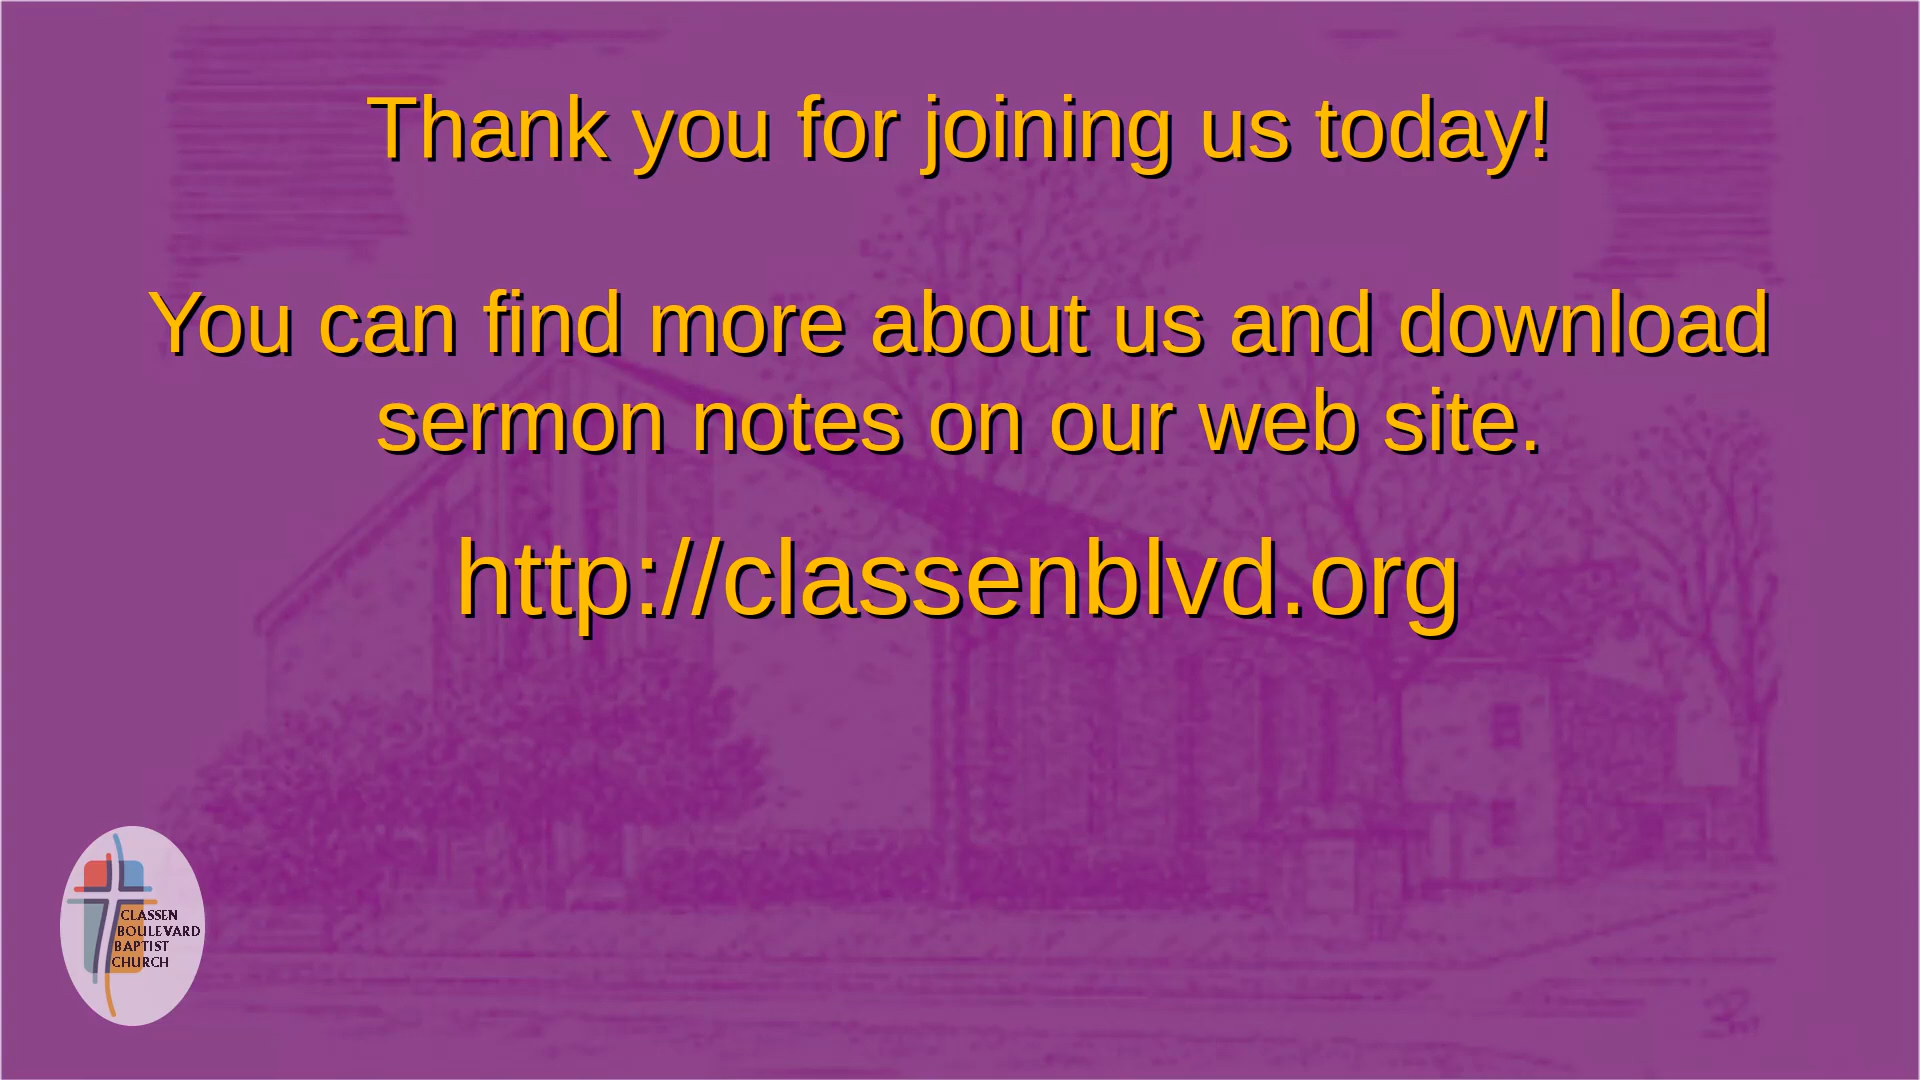 Thank you for joining us today!
You can find more about us and download
sermon notes on our web site.
http://classenblvd.org
CLASSEN
BOULEVARD
BAPTIST
CHURCH